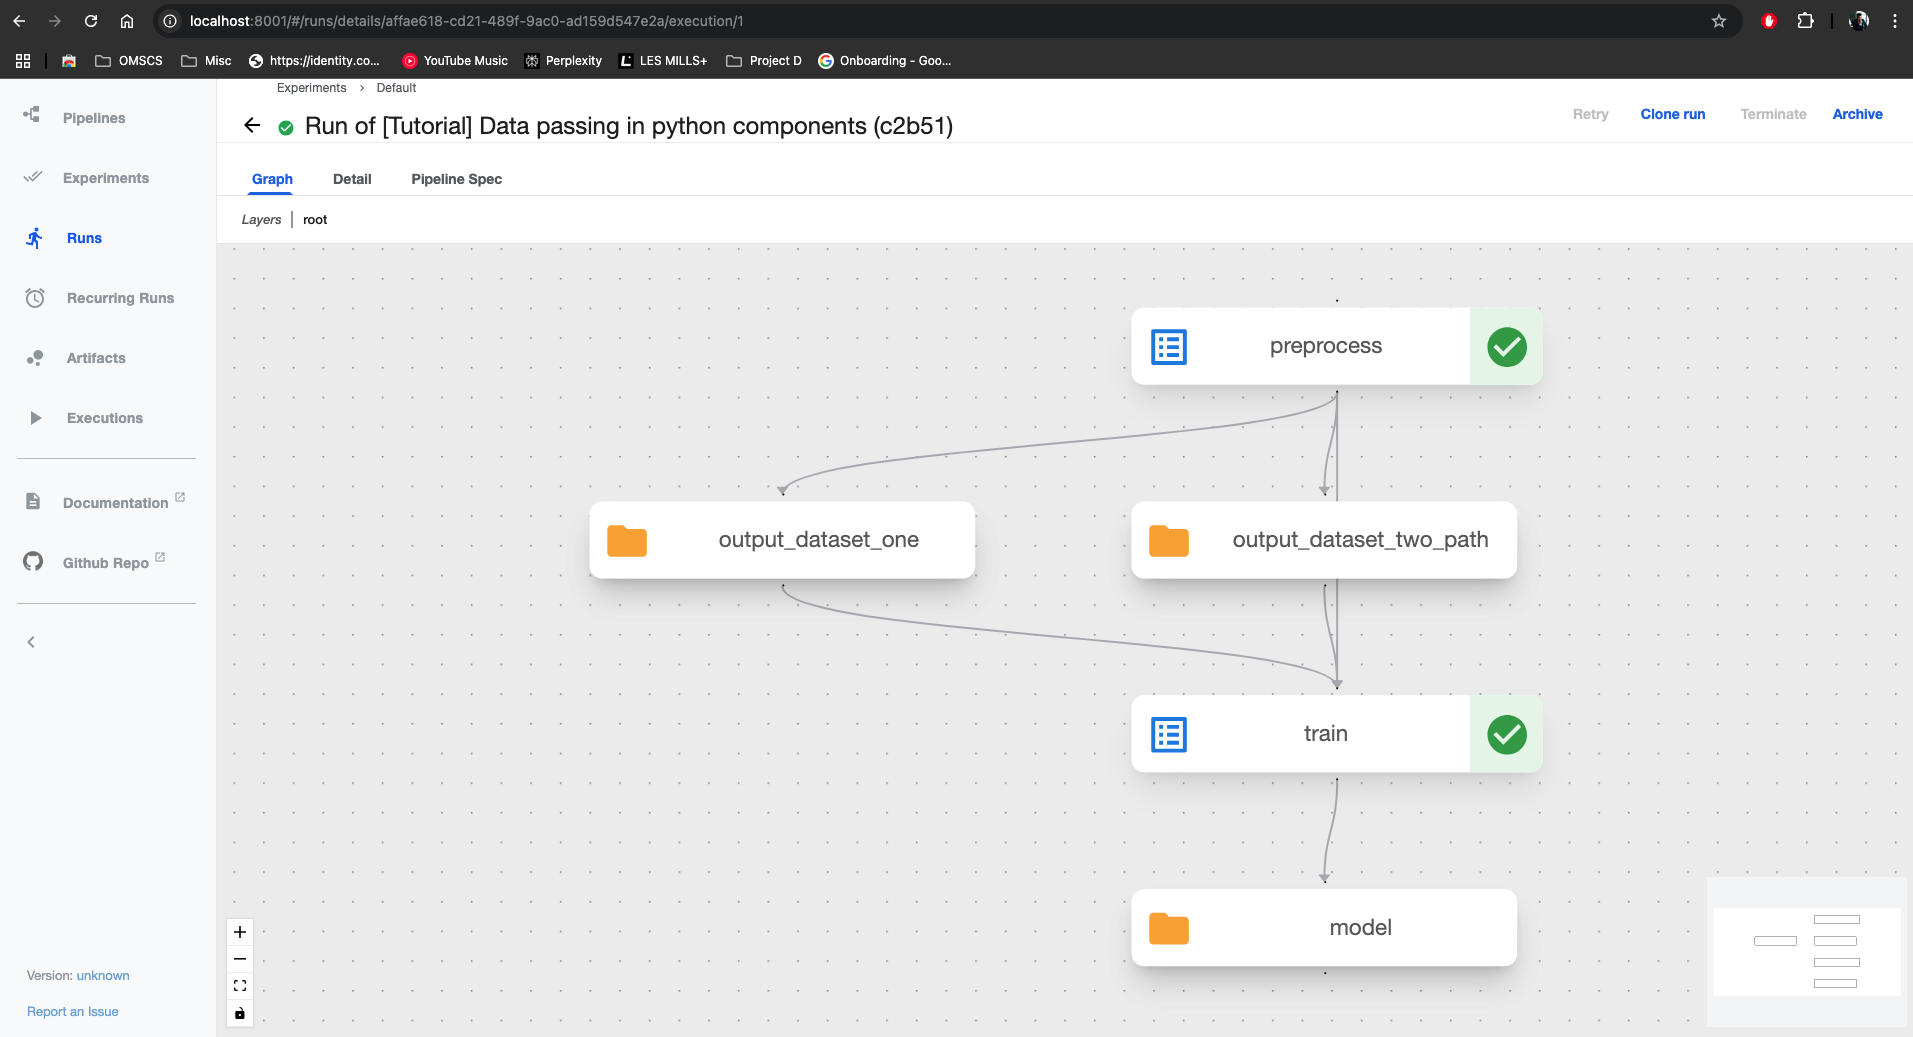 localhost:8001/#/runs/details/affae618-cd21-489f-9ac0-ad159d547e2a/execution/1
OMSCS
Misc
https://identity.co...
YouTube Music
Perplexity
LES MILLS+
Project D
Onboarding - Goo...
Experiments > Default
Run of [Tutorial] Data passing in python components (c2b51)
Retry
Clone run
Terminate
Archive
Graph
Detail
Pipeline Spec
Layers | root
Pipelines
Experiments
Runs
Recurring Runs
Artifacts
Executions
Documentation
Github Repo
Version: unknown
Report an Issue
preprocess
output_dataset_one
output_dataset_two_path
train
model